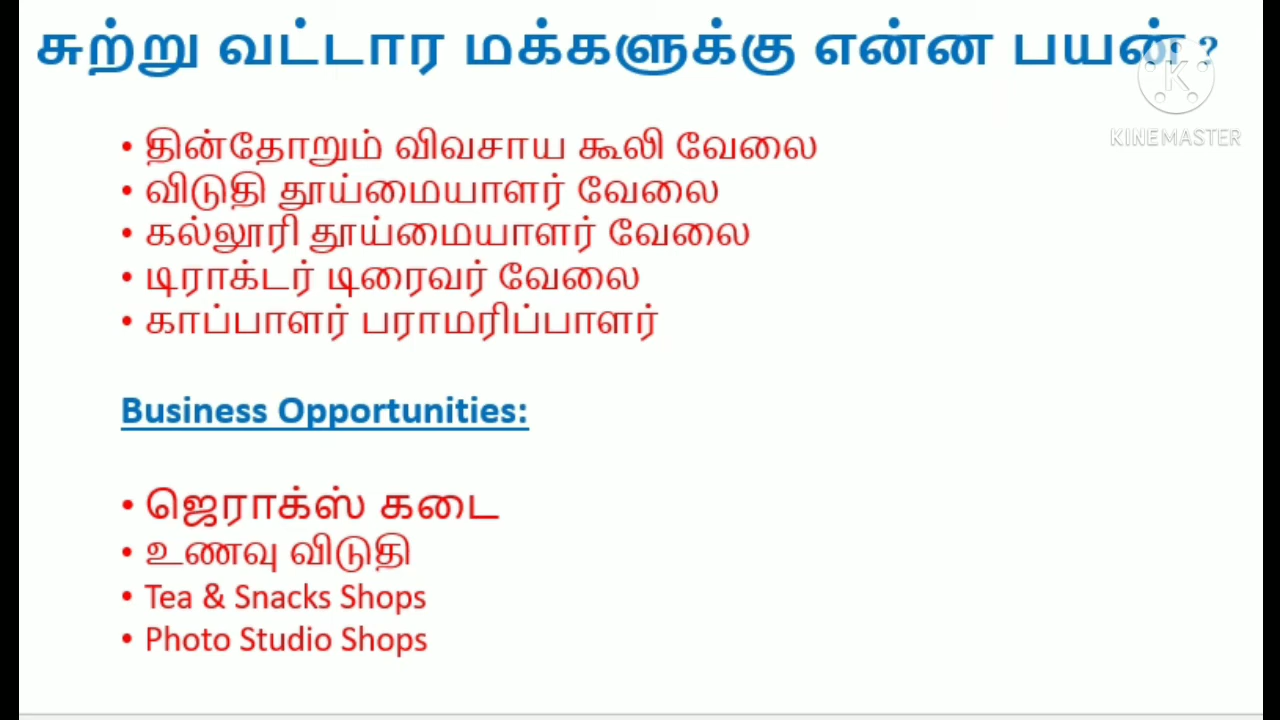 சுற்று வட்டார மக்களுக்கு என்ன பயன்?
KINEMASTER
• தின்தோறும் விவசாய கூலி வேலை
• விடுதி தூய்மையாளர் வேலை
• கல்லூரி தூய்மையாளர் வேலை
• டிராக்டர் டிரைவர் வேலை
• காப்பாளர் பராமரிப்பாளர்
Business Opportunities:
• ஜெராக்ஸ் கடை
• உணவு விடுதி
• Tea & Snacks Shops
• Photo Studio Shops